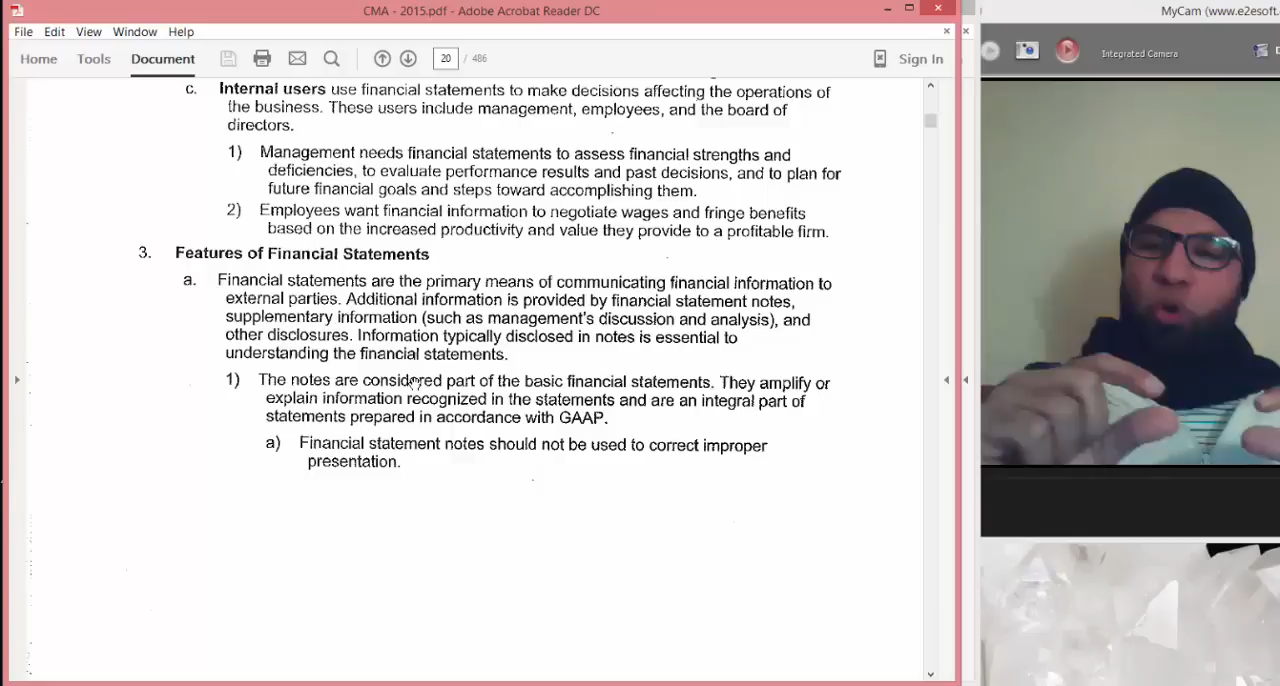 CMA - 2015.pdf - Adobe Acrobat Reader DC
MyCam (www.e2esoft.
File Edit View Window Help
Home Tools Document 20 / 486 Sign In
Integrated Camera
c. Internal users use financial statements to make decisions affecting the operations of
the business. These users include management, employees, and the board of
directors.
1) Management needs financial statements to assess financial strengths and
deficiencies, to evaluate performance results and past decisions, and to plan for
future financial goals and steps toward accomplishing them.
2) Employees want financial information to negotiate wages and fringe benefits
based on the increased productivity and value they provide to a profitable firm.
3. Features of Financial Statements
a. Financial statements are the primary means of communicating financial information to
external parties. Additional information is provided by financial statement notes,
supplementary information (such as management's discussion and analysis), and
other disclosures. Information typically disclosed in notes is essential to
understanding the financial statements.
1) The notes are considered part of the basic financial statements. They amplify or
explain information recognized in the statements and are an integral part of
statements prepared in accordance with GAAP.
a) Financial statement notes should not be used to correct improper
presentation.